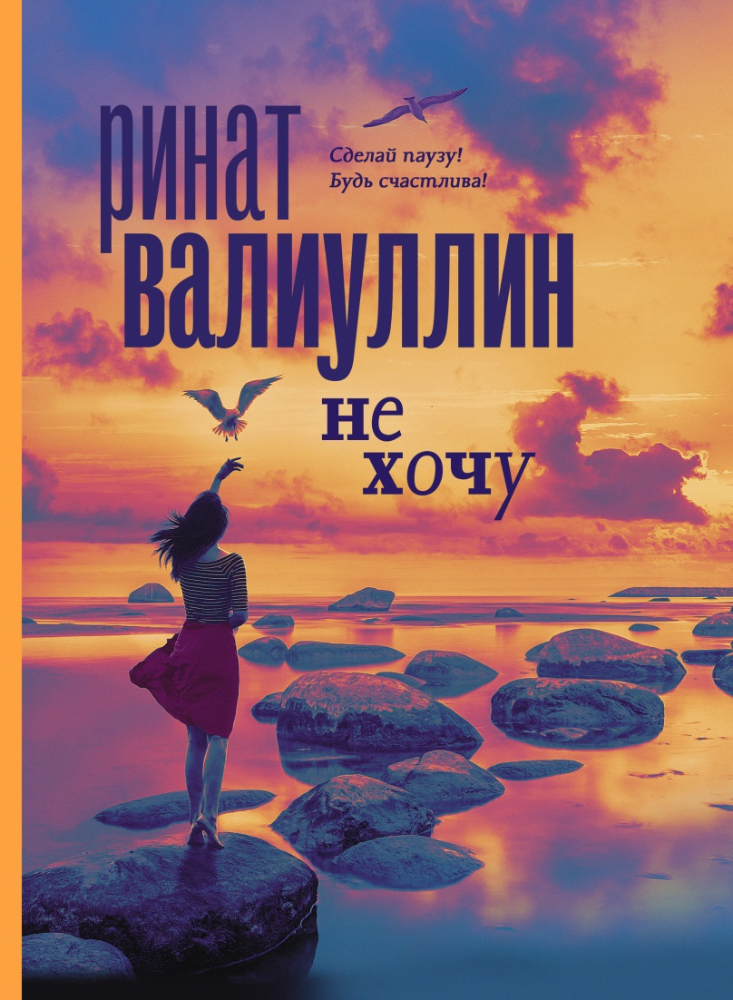 ринат
Сделай паузу!
Будь счастлива!
валиуллин
не
хочу